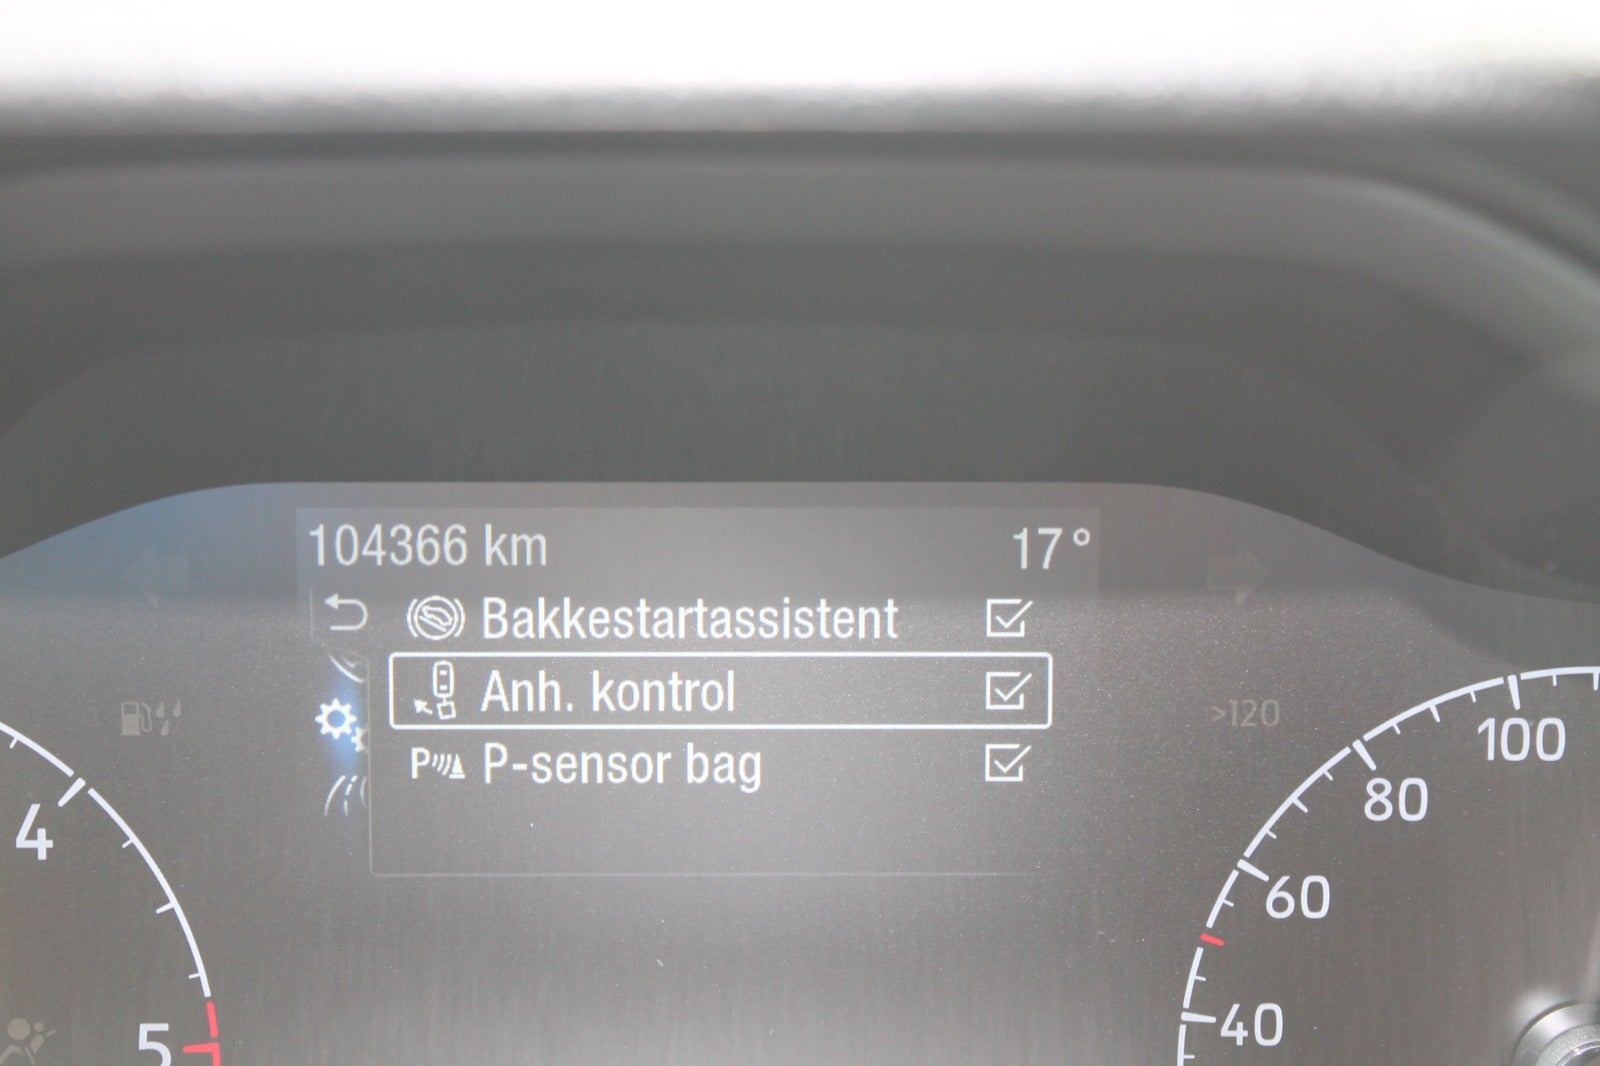 104366 km 17°
Bakkestartassistent
Anh. kontrol
P P-sensor bag
>120
100
80
60
40
4
5